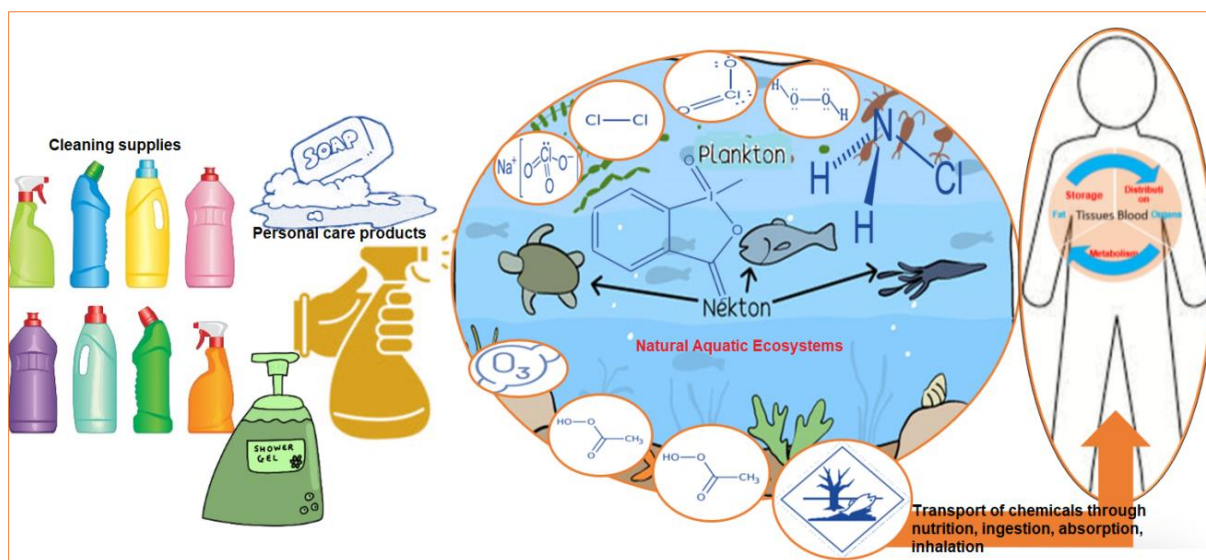 Cleaning supplies
SOAP
Personal care products
SHOWER
GEL
Na⁺ [O Cl O⁻
O]
Cl—Cl
O
Cl
O
H O—O H
Plankton
O
I
O
O
H N Cl
H
Nekton
Natural Aquatic Ecosystems
O₃
HO O CH₃
O
HO O CH₃
O
Storage
Distributi
on
Fat Tissues Blood Organs
Metabolism
Transport of chemicals through
nutrition, ingestion, absorption,
inhalation